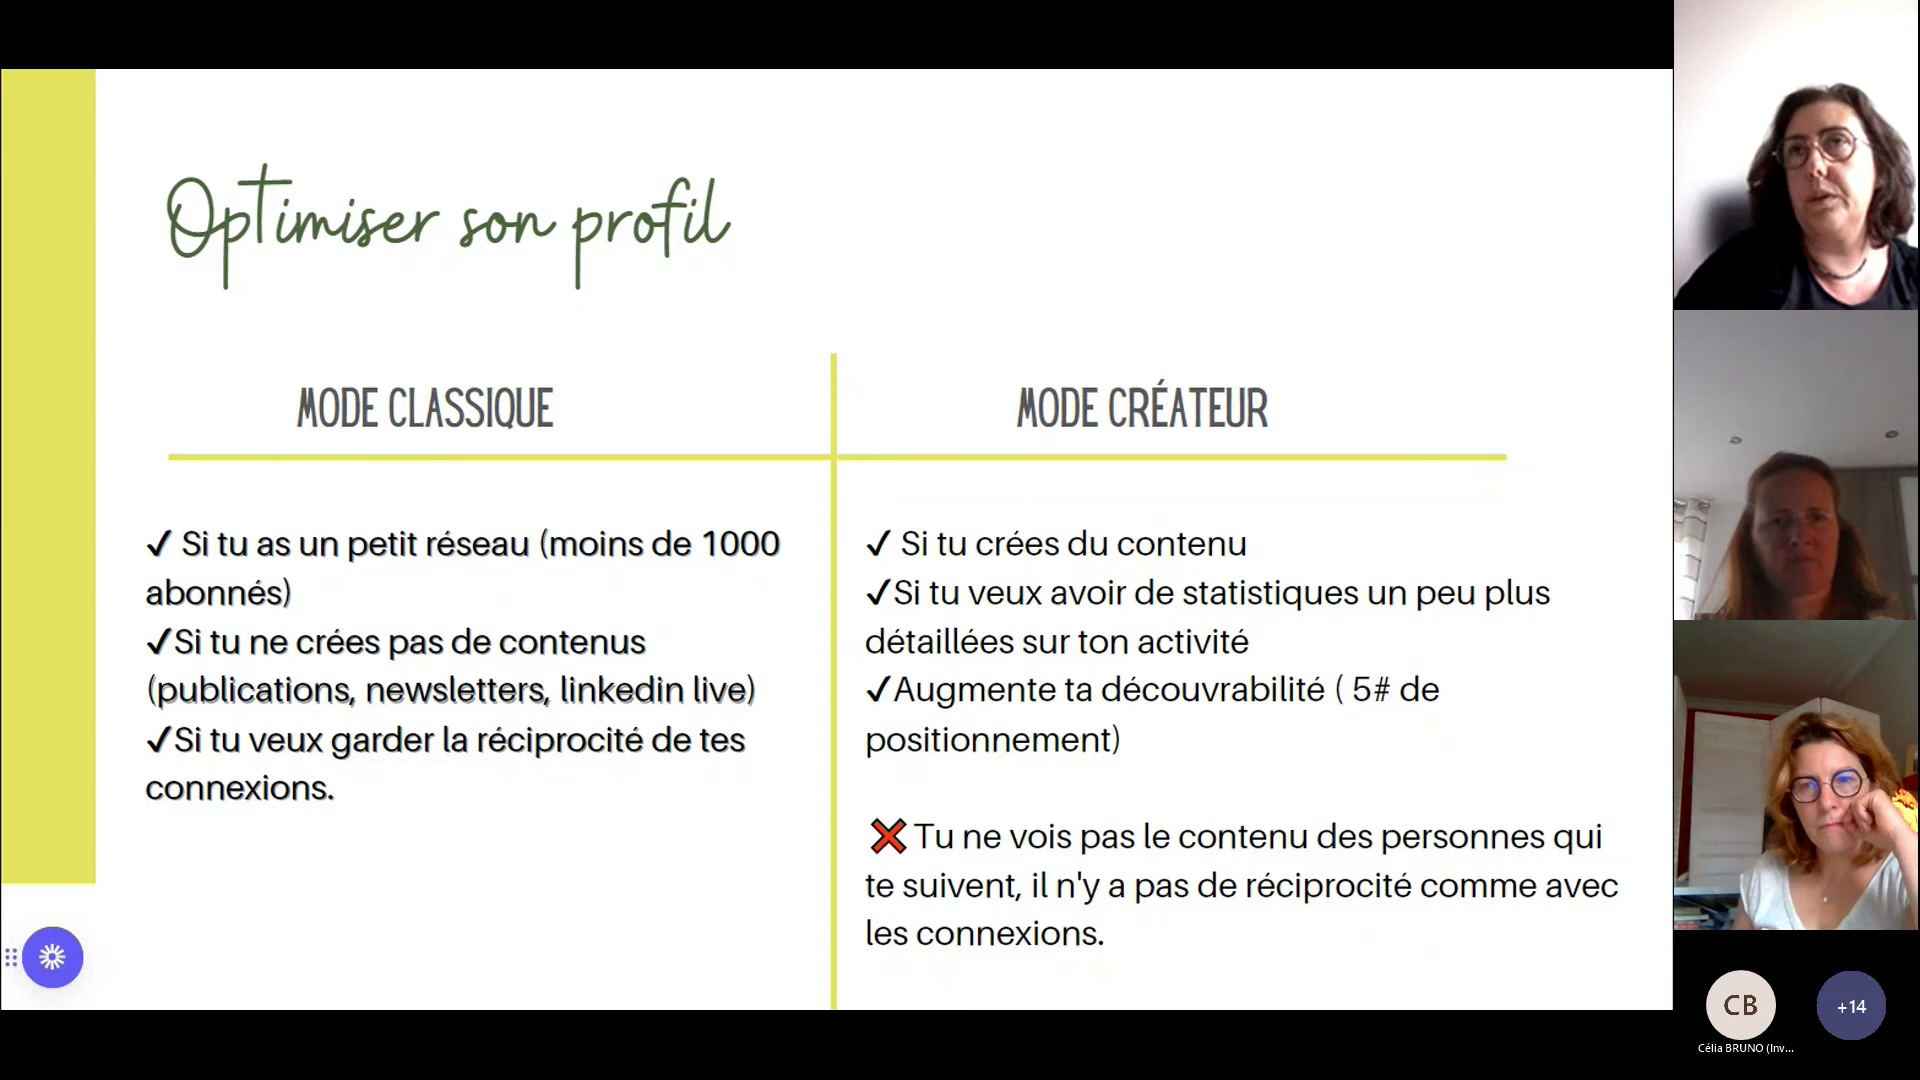 Optimiser son profil
MODE CLASSIQUE
✓ Si tu as un petit réseau (moins de 1000
abonnés)
✓Si tu ne crées pas de contenus
(publications, newsletters, linkedin live)
✓Si tu veux garder la réciprocité de tes
connexions.
MODE CRÉATEUR
✓ Si tu crées du contenu
✓Si tu veux avoir de statistiques un peu plus
détaillées sur ton activité
✓Augmente ta découvrabilité ( 5# de
positionnement)
❌ Tu ne vois pas le contenu des personnes qui
te suivent, il n'y a pas de réciprocité comme avec
les connexions.
CB
+14
Célia BRUNO (Inv...